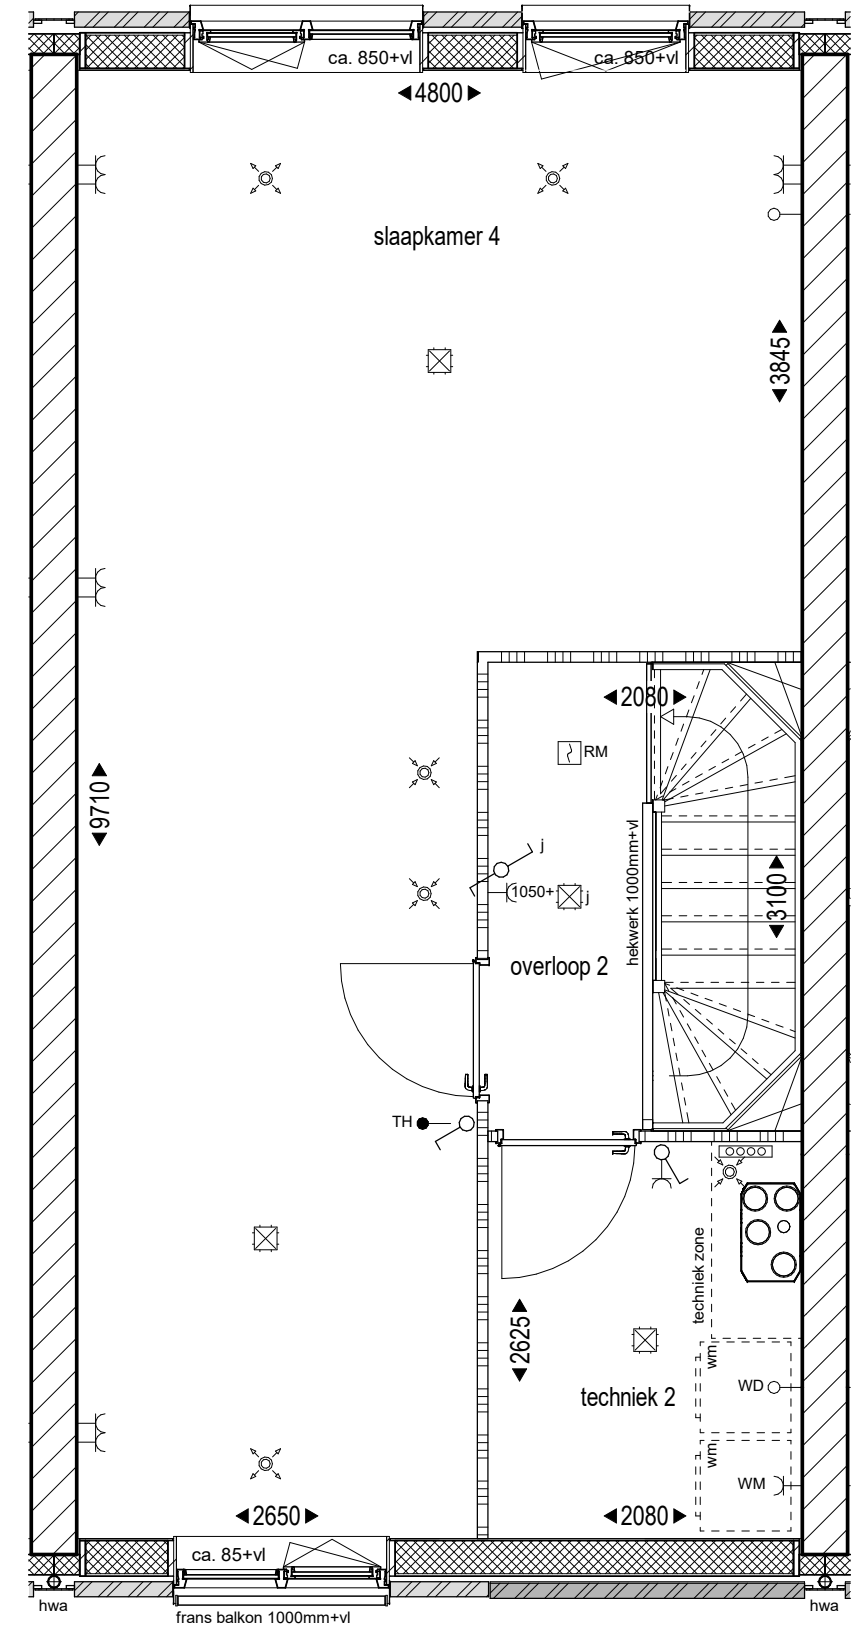 ca. 850+vl
ca. 850+vl
4800
slaapkamer 4
3845
2080
RM
9710
j
1050+
j
hekwerk 1000mm+vl
3100
overloop 2
TH
techniek zone
2625
wm
WD
techniek 2
wm
WM
2650
2080
ca. 85+vl
hwa
frans balkon 1000mm+vl
hwa